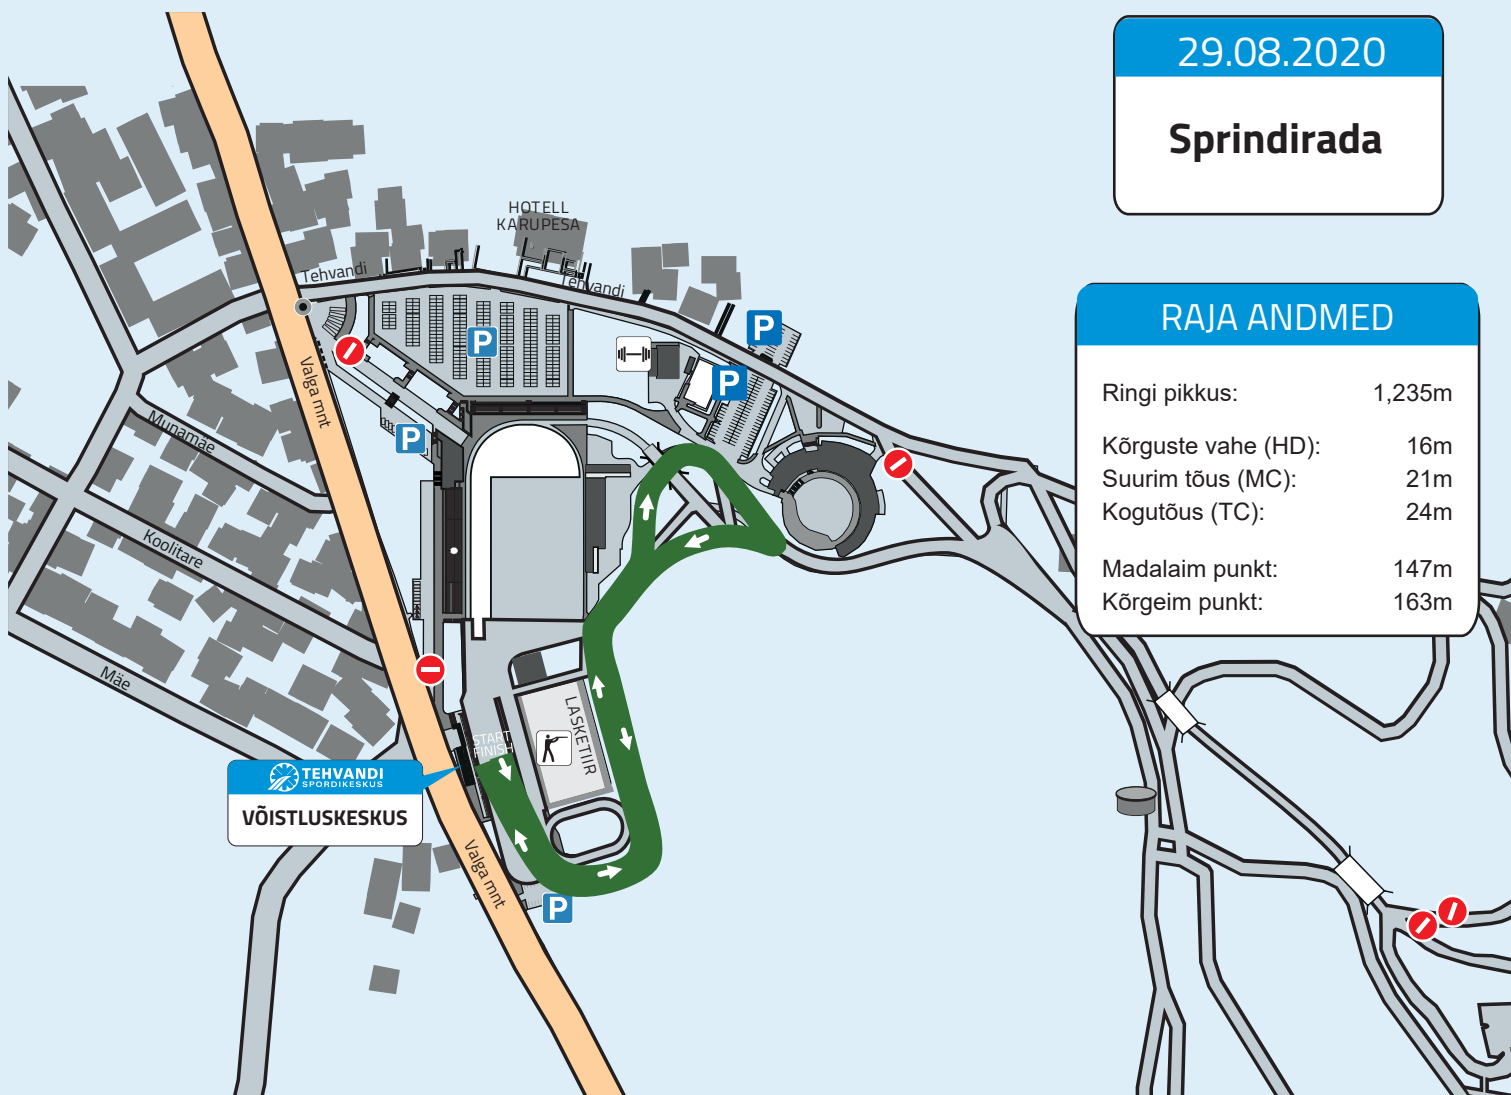 29.08.2020
Sprindirada
HOTELL
KARUPESA
Tehvandi
Tehvandi
RAJA ANDMED
Ringi pikkus: 1,235m
Kõrguste vahe (HD): 16m
Suurim tõus (MC): 21m
Kogutõus (TC): 24m
Madalaim punkt: 147m
Kõrgeim punkt: 163m
P
P
P
P
Valga mnt
Munamäe
Koolitare
Mäe
LASKETIIR
START
FINISH
TEHVANDI
SPORDIKESKUS
VÕISTLUSKESKUS
Valga mnt
P